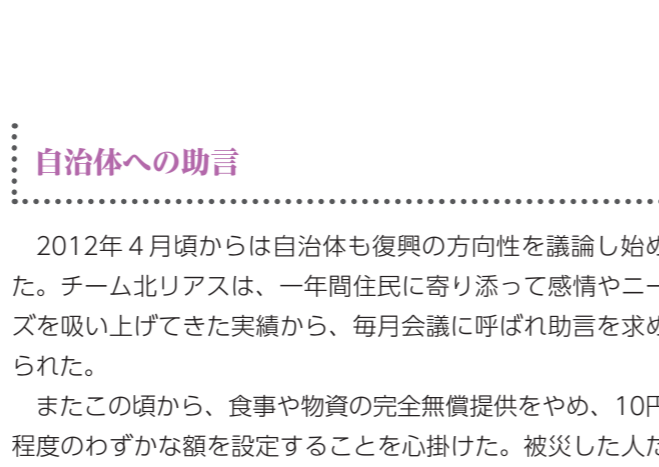 自治体への助言
2012年４月頃からは自治体も復興の方向性を議論し始め
た。チーム北リアスは、一年間住民に寄り添って感情やニー
ズを吸い上げてきた実績から、毎月会議に呼ばれ助言を求め
られた。
またこの頃から、食事や物資の完全無償提供をやめ、10円
程度のわずかな額を設定することを心掛けた。被災した人た